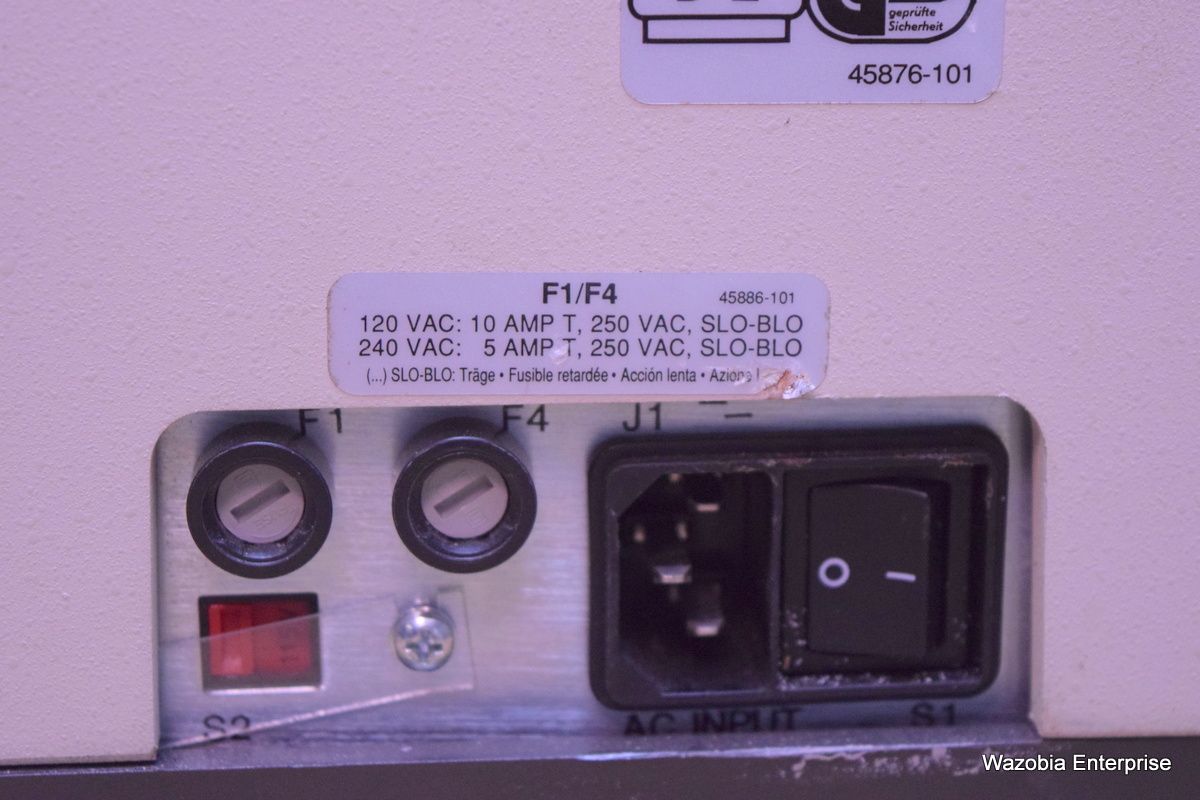 geprüfte
Sicherheit
45876-101
F1/F4 45886-101
120 VAC: 10 AMP T, 250 VAC, SLO-BLO
240 VAC: 5 AMP T, 250 VAC, SLO-BLO
(...) SLO-BLO: Träge • Fusible retardée • Acción lenta • Azione l
F1 F4 J1
O I
S2 AC INPUT S1
Wazobia Enterprise